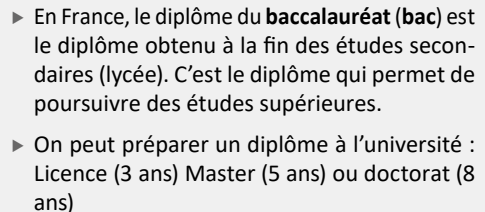 ▶ En France, le diplôme du baccalauréat (bac) est
le diplôme obtenu à la fin des études secon-
daires (lycée). C’est le diplôme qui permet de
poursuivre des études supérieures.
▶ On peut préparer un diplôme à l’université :
Licence (3 ans) Master (5 ans) ou doctorat (8
ans)